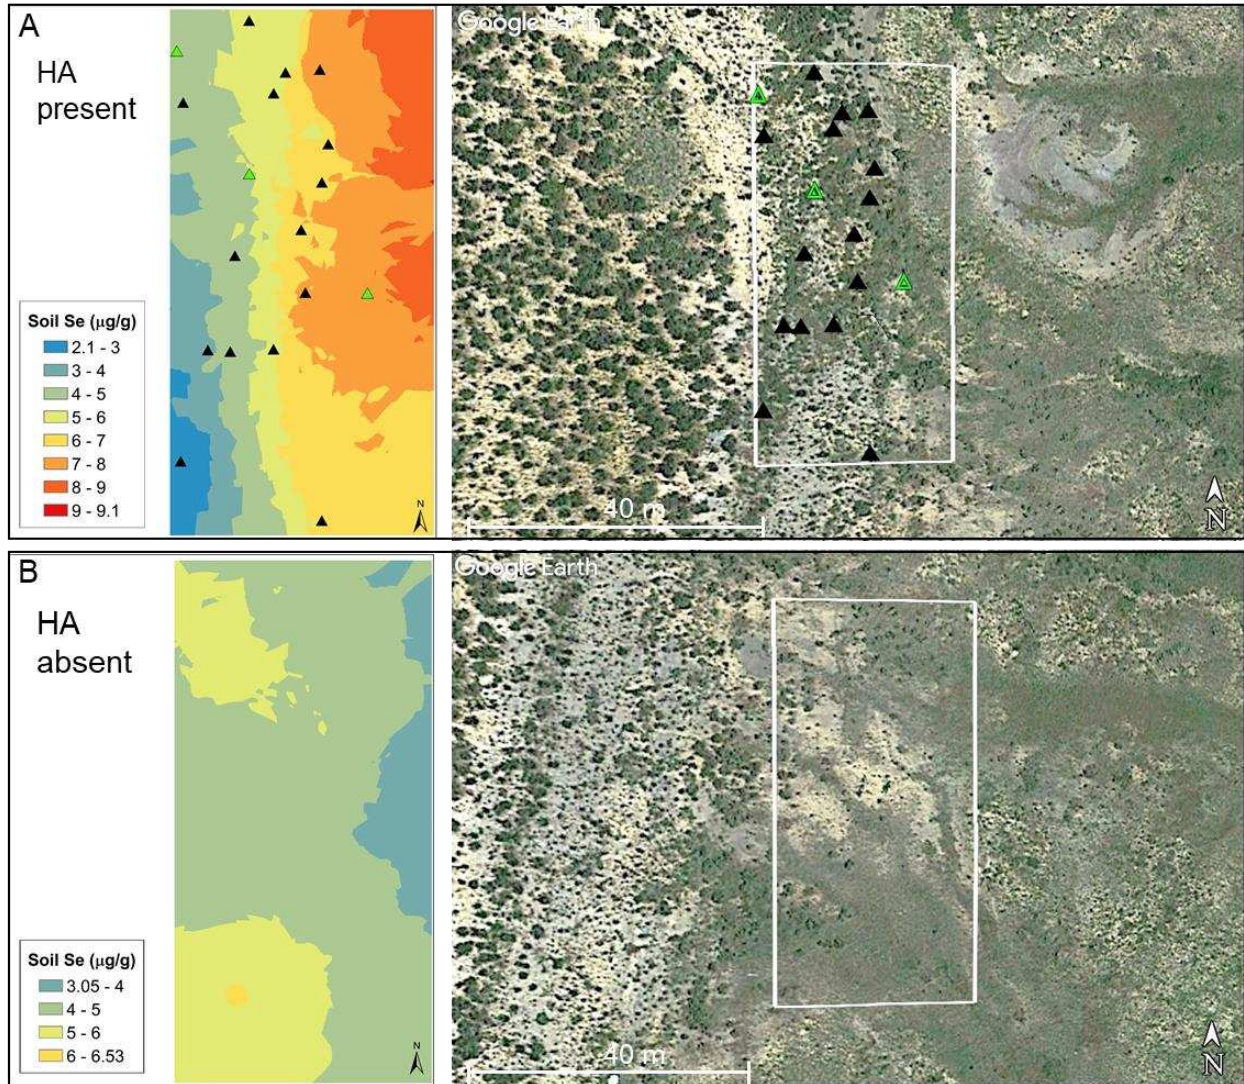 A
HA
present
Soil Se (μg/g)
2.1 - 3
3 - 4
4 - 5
5 - 6
6 - 7
7 - 8
8 - 9
9 - 9.1
N
Google Earth
40 m
N
B
HA
absent
Soil Se (μg/g)
3.05 - 4
4 - 5
5 - 6
6 - 6.53
N
Google Earth
40 m
N